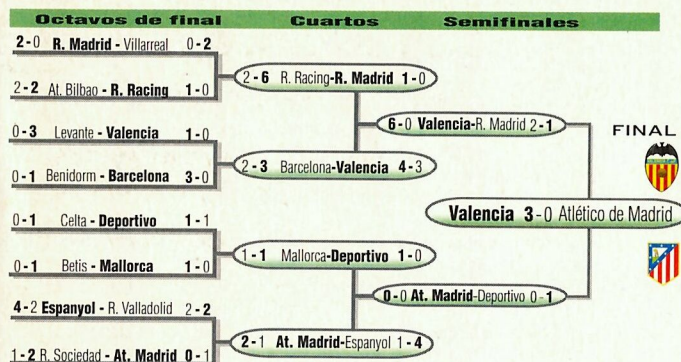 Octavos de final Cuartos Semifinales
2-0 R. Madrid - Villarreal 0-2
2-2 At. Bilbao - R. Racing 1-0
2-6 R. Racing-R. Madrid 1-0
6-0 Valencia-R. Madrid 2-1
FINAL
0-3 Levante - Valencia 1-0
2-3 Barcelona-Valencia 4-3
0-1 Benidorm - Barcelona 3-0
Valencia 3-0 Atlético de Madrid
0-1 Celta - Deportivo 1-1
1-1 Mallorca-Deportivo 1-0
0-1 Betis - Mallorca 1-0
0-0 At. Madrid-Deportivo 0-1
4-2 Espanyol - R. Valladolid 2-2
2-1 At. Madrid-Espanyol 1-4
1-2 R. Sociedad - At. Madrid 0-1